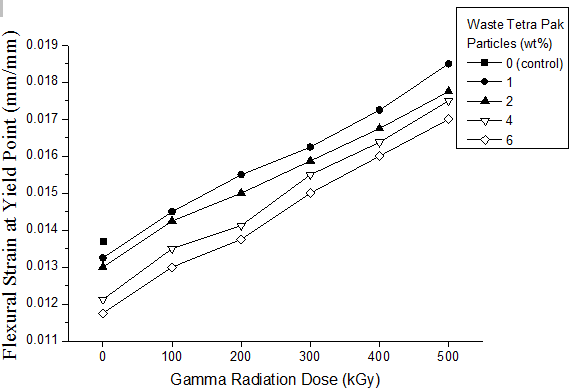 Waste Tetra Pak
Particles (wt%)
0 (control)
1
2
4
6
Flexural Strain at Yield Point (mm/mm)
0.019
0.018
0.017
0.016
0.015
0.014
0.013
0.012
0.011
0 100 200 300 400 500
Gamma Radiation Dose (kGy)